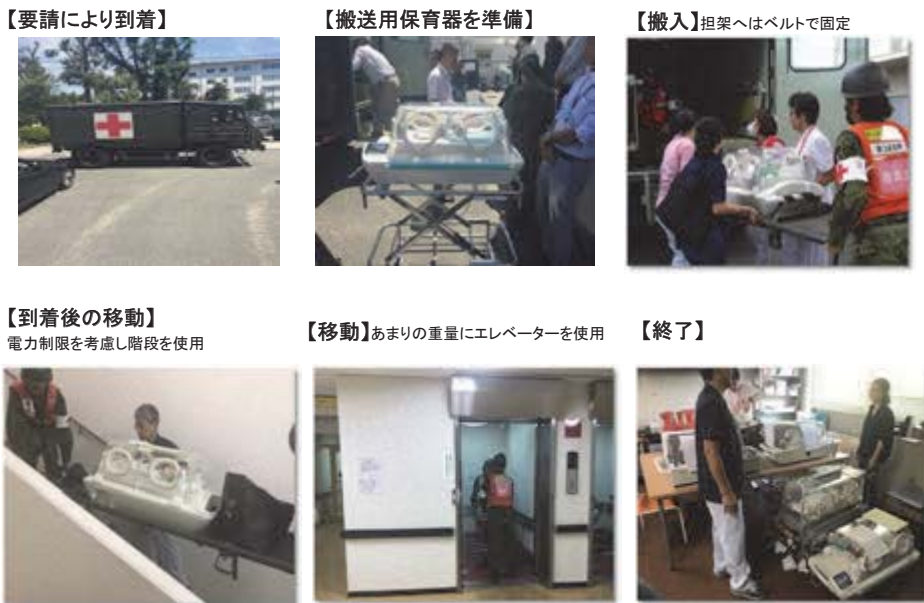 【要請により到着】
【搬送用保育器を準備】
【搬入】担架へはベルトで固定
【到着後の移動】
電力制限を考慮し階段を使用
【移動】あまりの重量にエレベーターを使用
【終了】